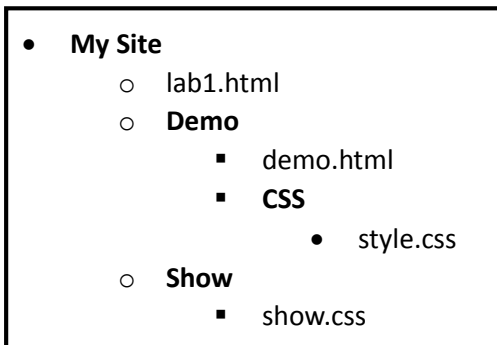 • My Site
o lab1.html
o Demo
▪ demo.html
▪ CSS
• style.css
o Show
▪ show.css